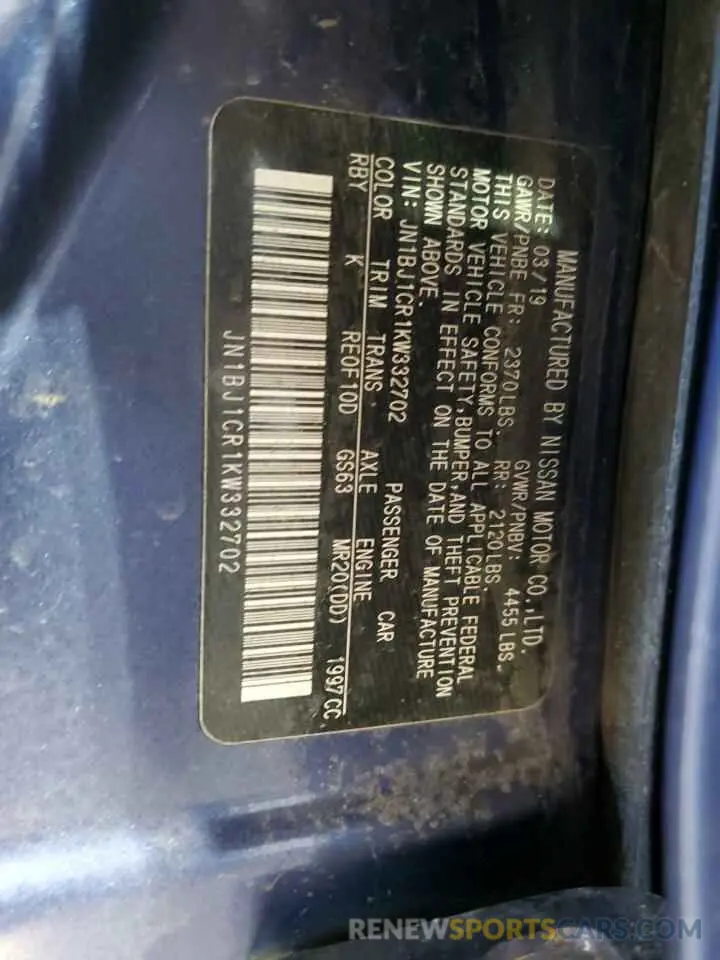 MANUFACTURED BY NISSAN MOTOR CO.,LTD.
DATE: 03/19 GVWR/PNBV: 4455 LBS.
GAWR/PNBE FR: 2370LBS. RR: 2120LBS.
THIS VEHICLE CONFORMS TO ALL APPLICABLE FEDERAL
MOTOR VEHICLE SAFETY,BUMPER,AND THEFT PREVENTION
STANDARDS IN EFFECT ON THE DATE OF MANUFACTURE
SHOWN ABOVE.
VIN: JN1BJ1CR1KW332702 PASSENGER CAR
COLOR TRIM TRANS. AXLE ENGINE
RBY K RE0F10D GS63 MR20(DD) 1997CC
JN1BJ1CR1KW332702
RENEWSPORTSCARS.COM